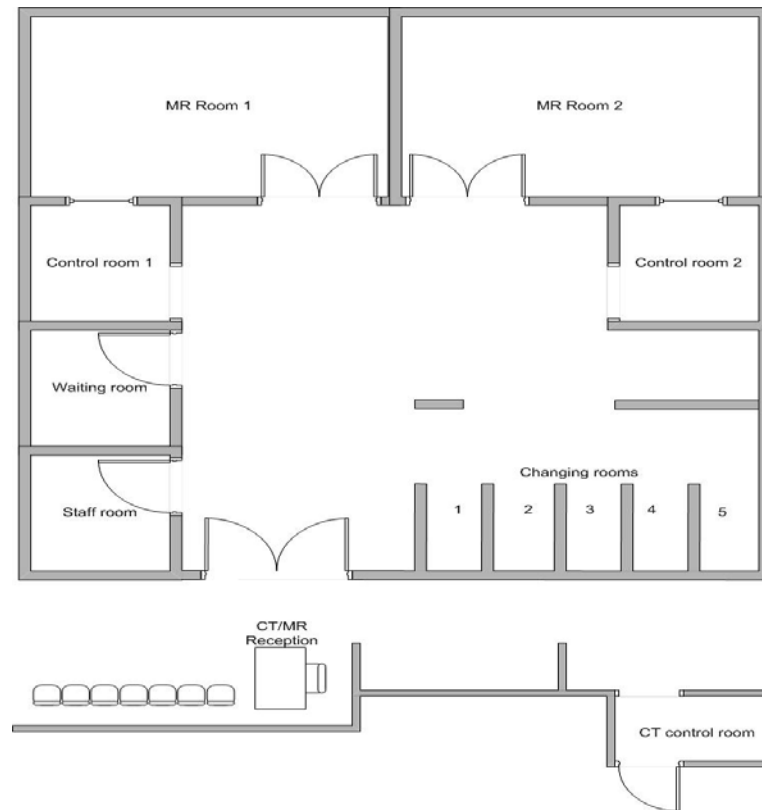 MR Room 1
MR Room 2
Control room 1
Control room 2
Waiting room
Changing rooms
Staff room
1
2
3
4
5
CT/MR
Reception
CT control room